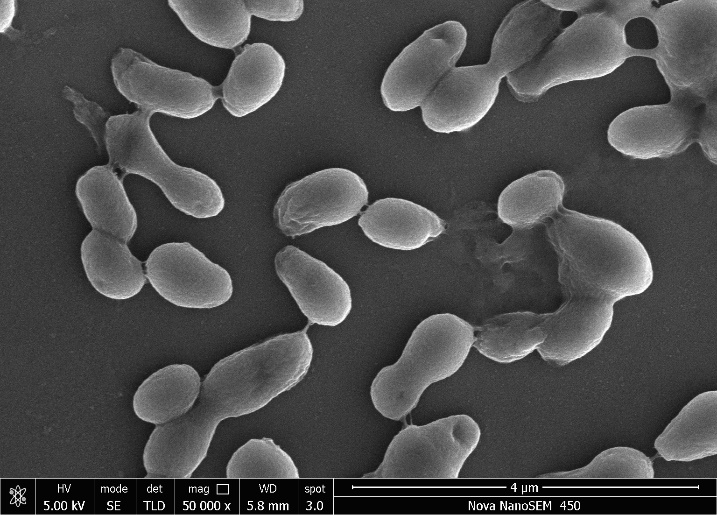 HV mode det mag WD spot 4 µm
5.00 kV SE TLD 50 000 x 5.8 mm 3.0 Nova NanoSEM 450